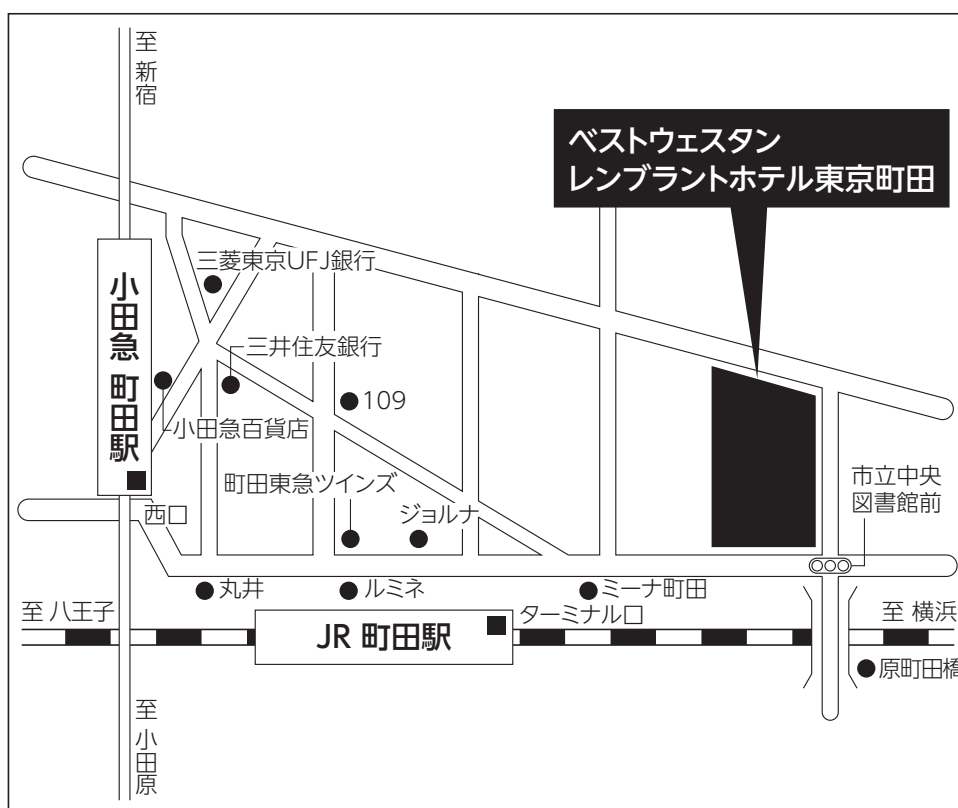 至 新宿
ベストウェスタン
レンブラントホテル東京町田
三菱東京UFJ銀行
小田急 町田駅
三井住友銀行
109
小田急百貨店
町田東急ツインズ
ジョルナ
市立中央
図書館前
西口
丸井
ルミネ
ミーナ町田
至 八王子
ターミナル口
至 横浜
JR 町田駅
原町田橋
至 小田原